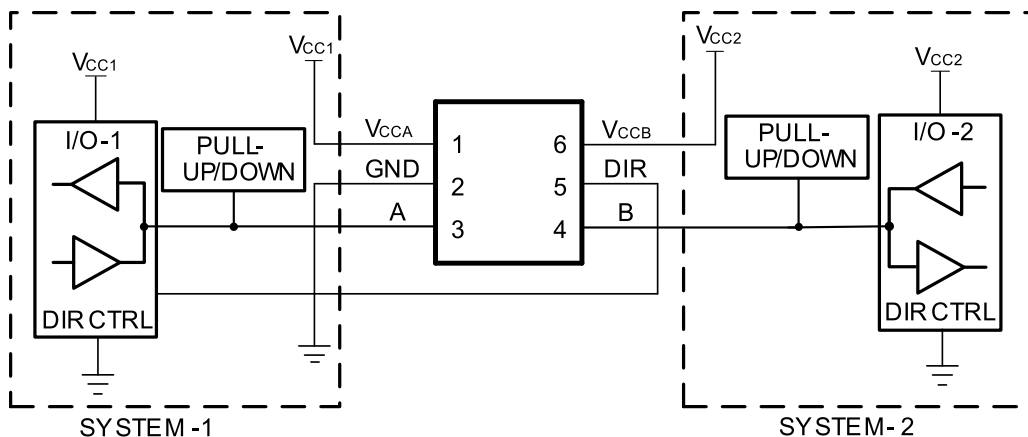 VCC1
VCC2
VCC1
VCC2
I/O-1
PULL-
UP/DOWN
VCCA
1
6
VCCB
PULL-
UP/DOWN
I/O-2
GND
2
5
DIR
A
3
4
B
DIR CTRL
DIR CTRL
SYSTEM-1
SYSTEM-2